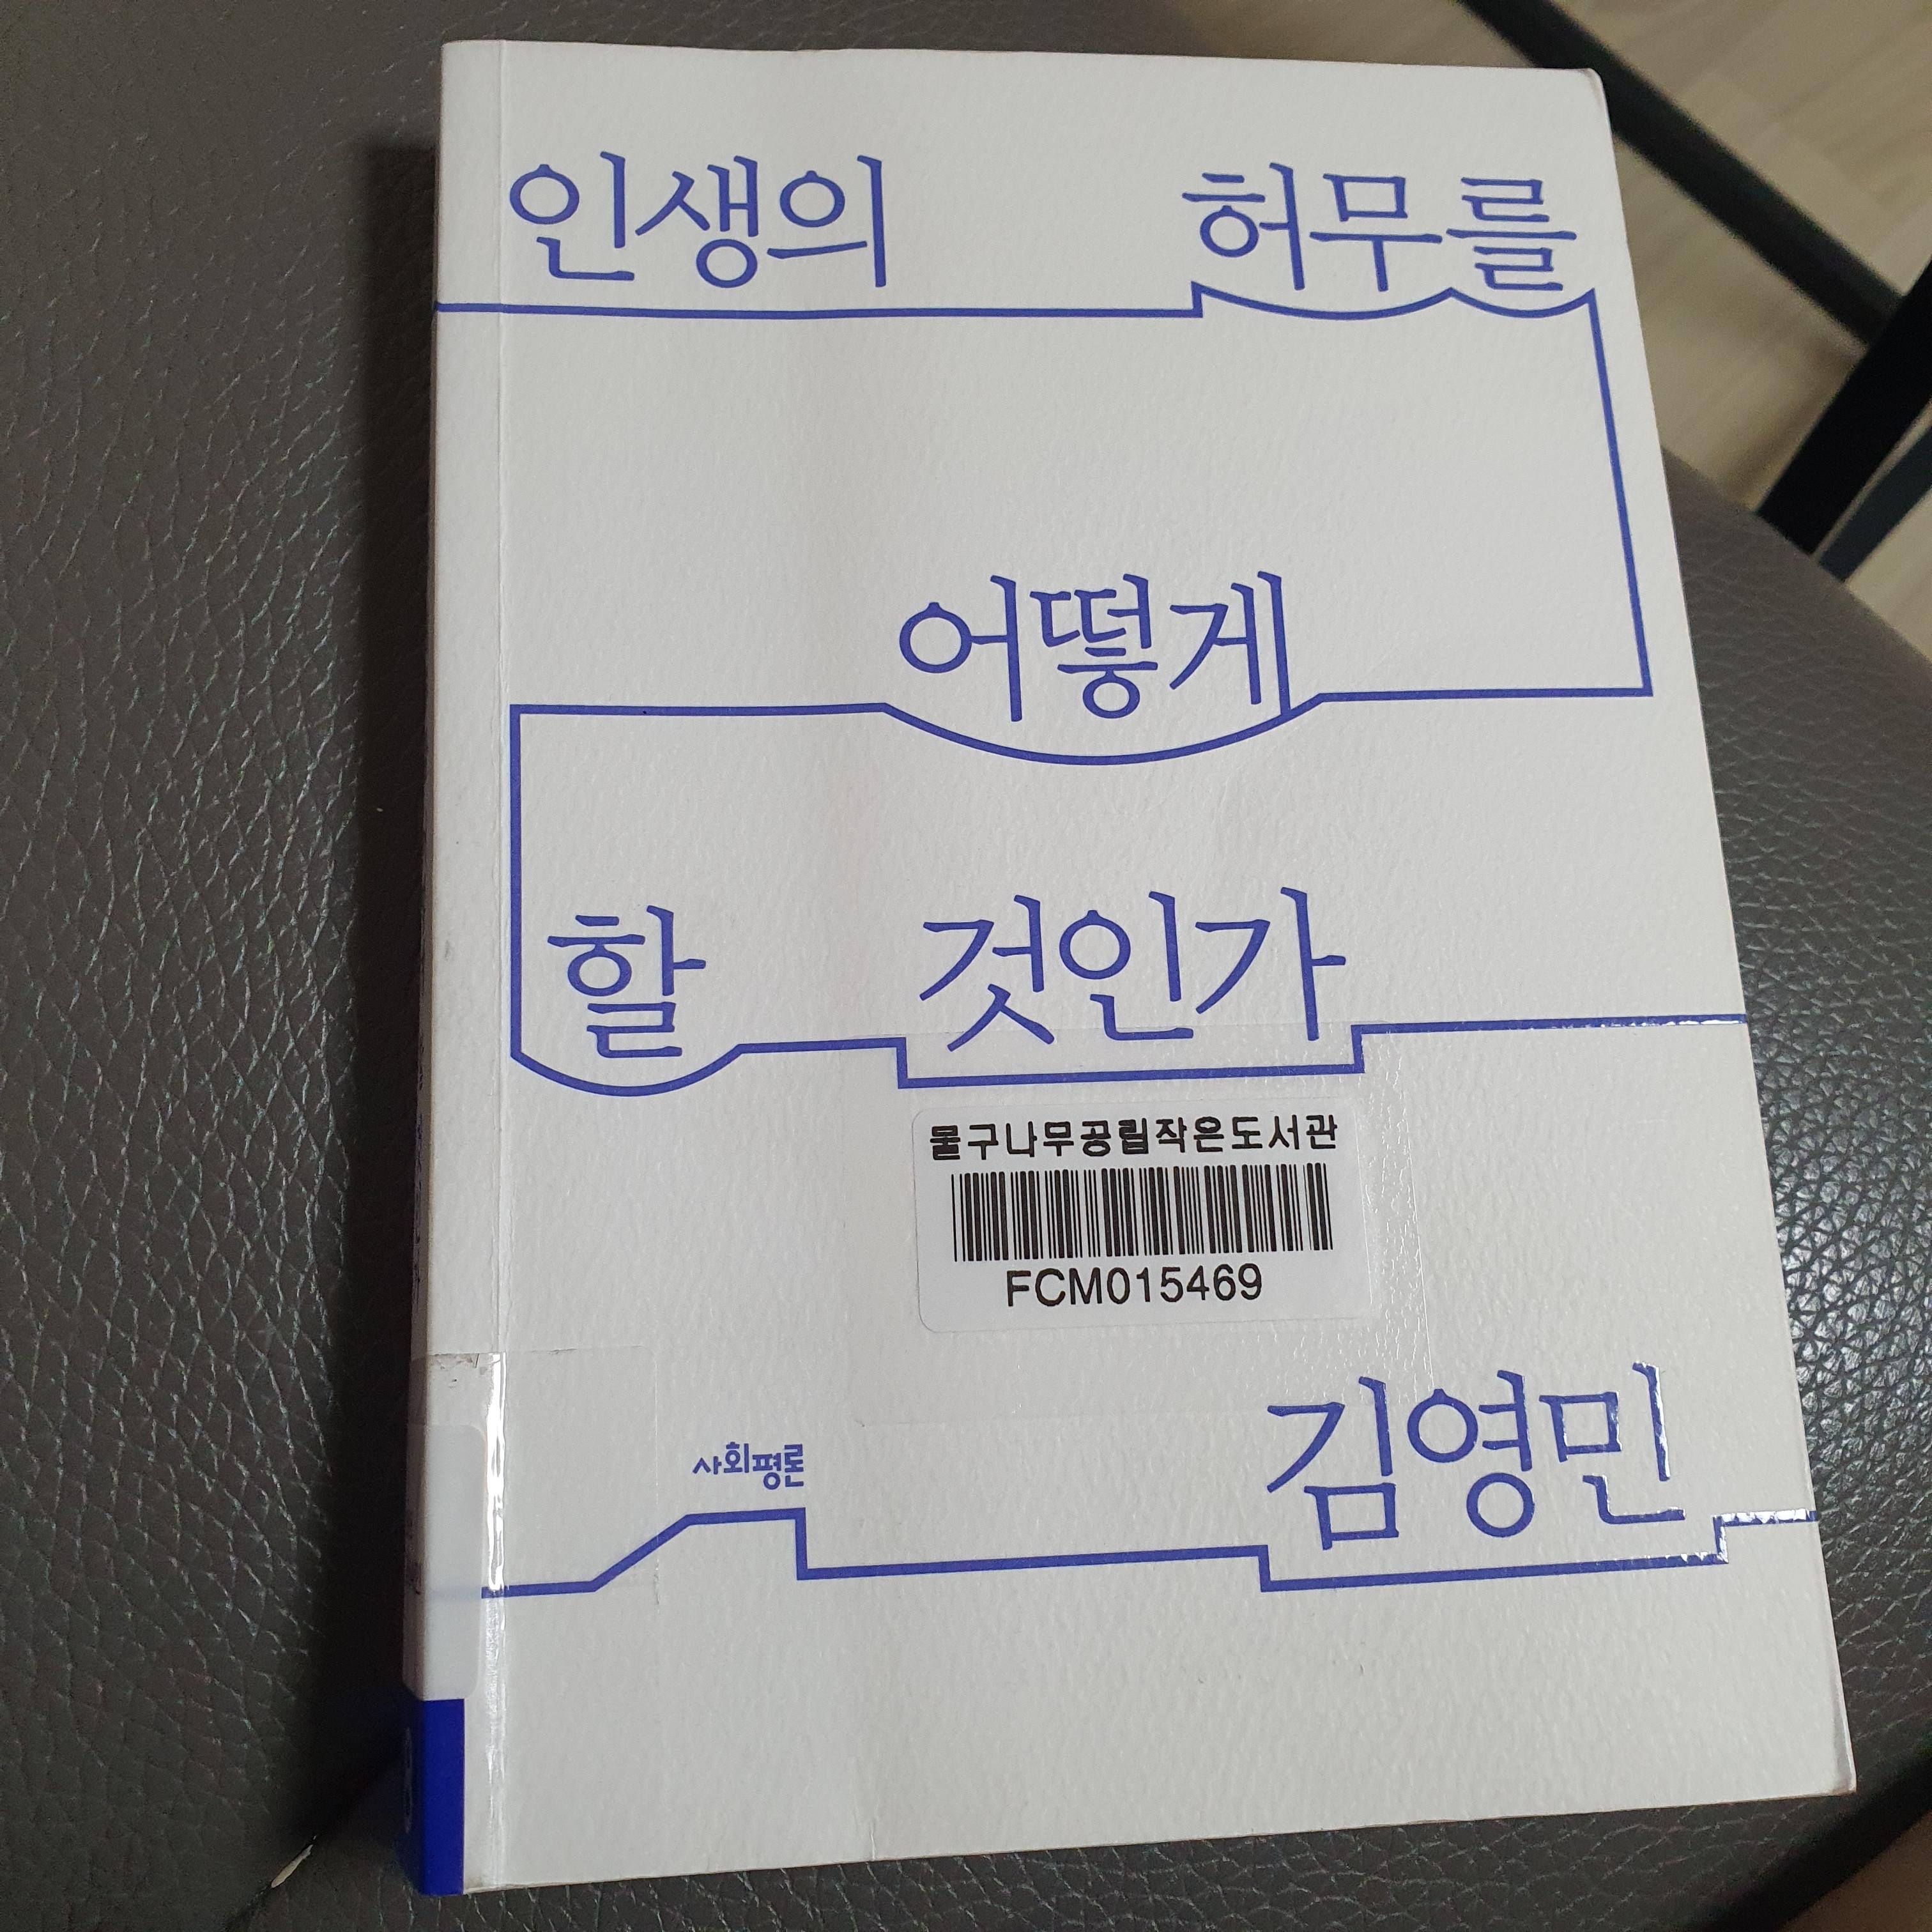 인생의 허무를
어떻게
할 것인가
물구나무공립작은도서관
FCM015469
김영민
사회평론